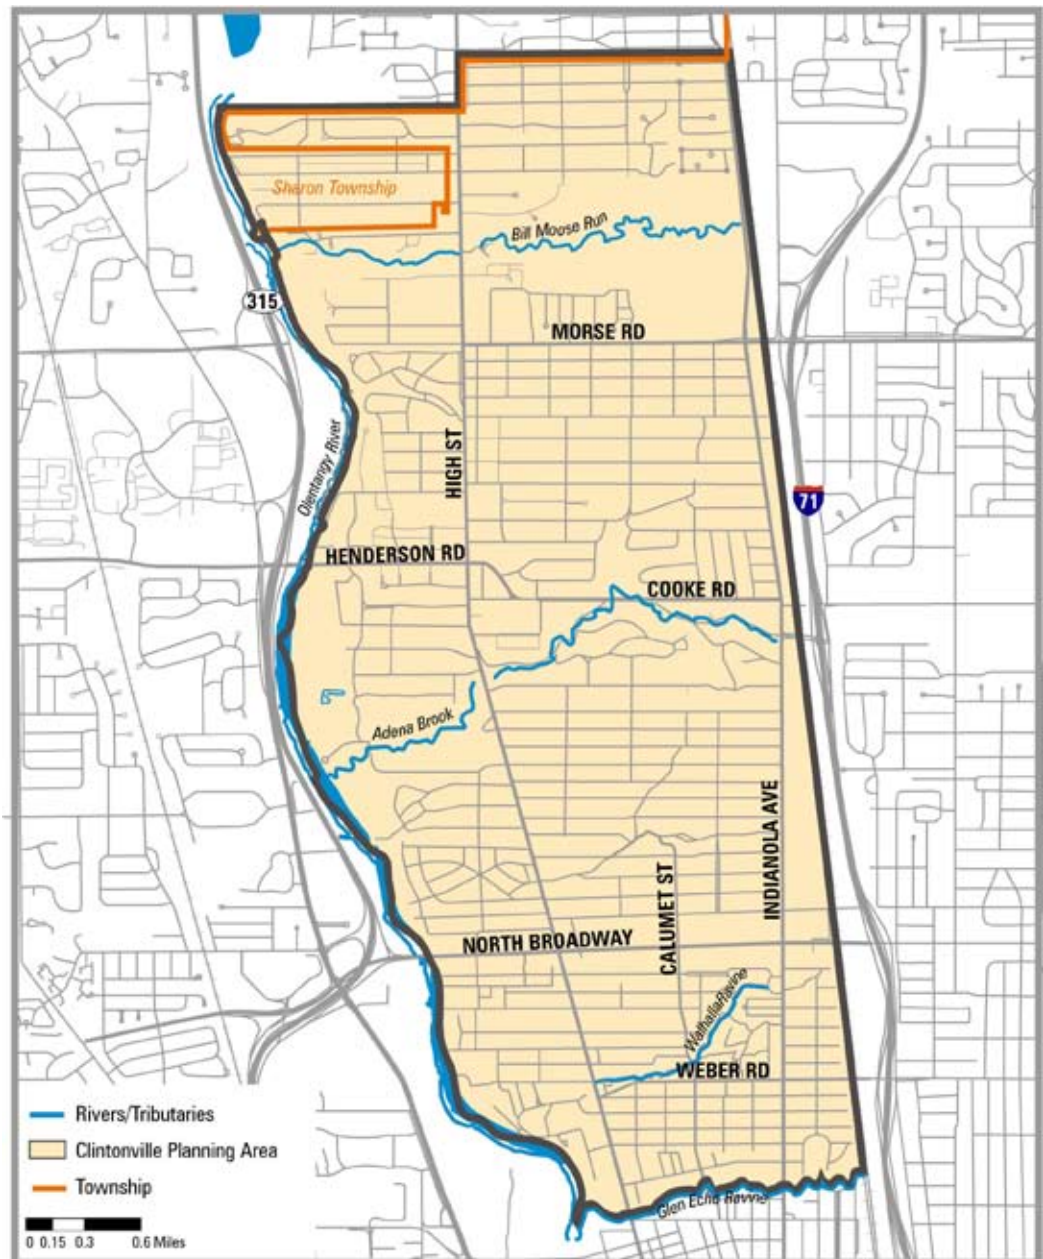 Sharon Township
Bill Moose Run
315
MORSE RD
Olentangy River
HIGH ST
71
HENDERSON RD
COOKE RD
Adena Brook
INDIANOLA AVE
CALUMET ST
NORTH BROADWAY
Walhalla Ravine
WEBER RD
Rivers/Tributaries
Clintonville Planning Area
Township
Glen Echo Ravine
0 0.15 0.3 0.6 Miles